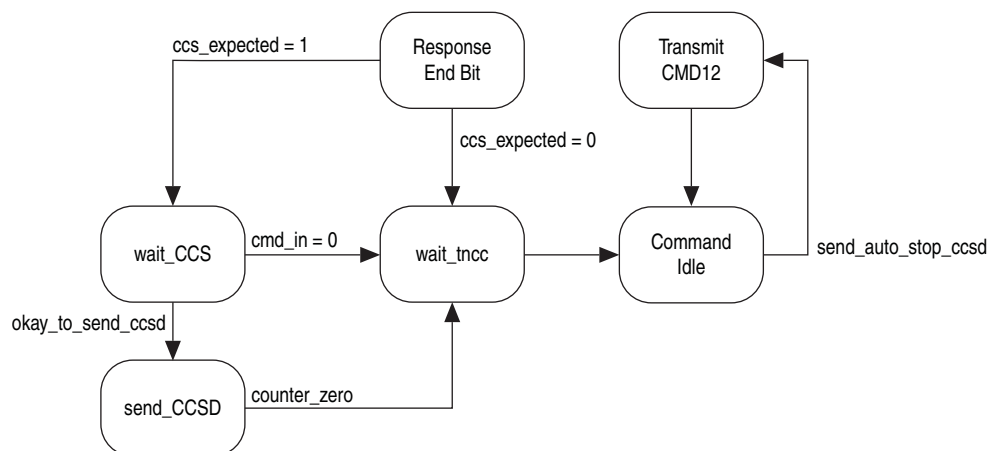 ccs_expected = 1
Response
End Bit
Transmit
CMD12
ccs_expected = 0
wait_CCS
cmd_in = 0
wait_tncc
Command
Idle
send_auto_stop_ccsd
okay_to_send_ccsd
send_CCSD
counter_zero